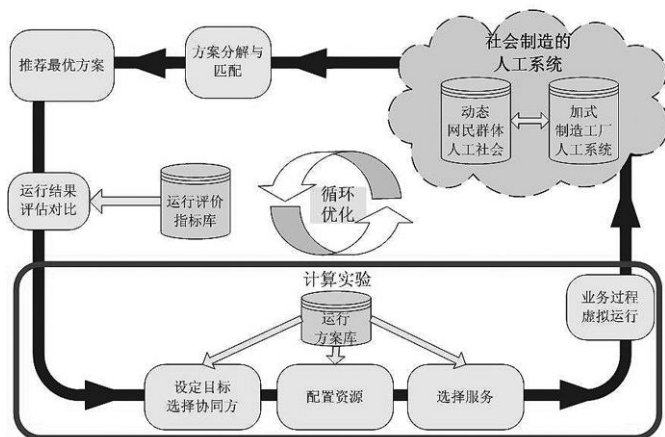 社会制造的
人工系统
动态
网民群体
人工社会
加式
制造工厂
人工系统
方案分解与
匹配
推荐最优方案
运行结果
评估对比
运行评价
指标库
循环
优化
计算实验
运行
方案库
设定目标
选择协同方
配置资源
选择服务
业务过程
虚拟运行